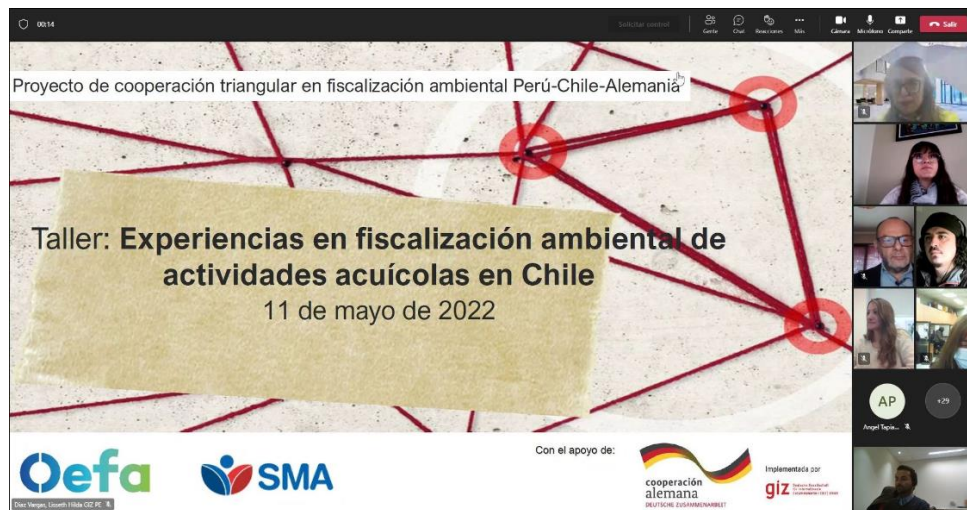 00:14
Solicitar control
Gente
Chat
Reacciones
Más
Cámara
Micrófono
Compartir
Salir
Proyecto de cooperación triangular en fiscalización ambiental Perú-Chile-Alemania
Taller: Experiencias en fiscalización ambiental de
actividades acuícolas en Chile
11 de mayo de 2022
AP
+29
Angel Tapia...
Con el apoyo de:
Oefa
SMA
cooperación
alemana
DEUTSCHE ZUSAMMENARBEIT
Implementada por
giz
Diaz Vargas, Lisseth Hilda GIZ PE